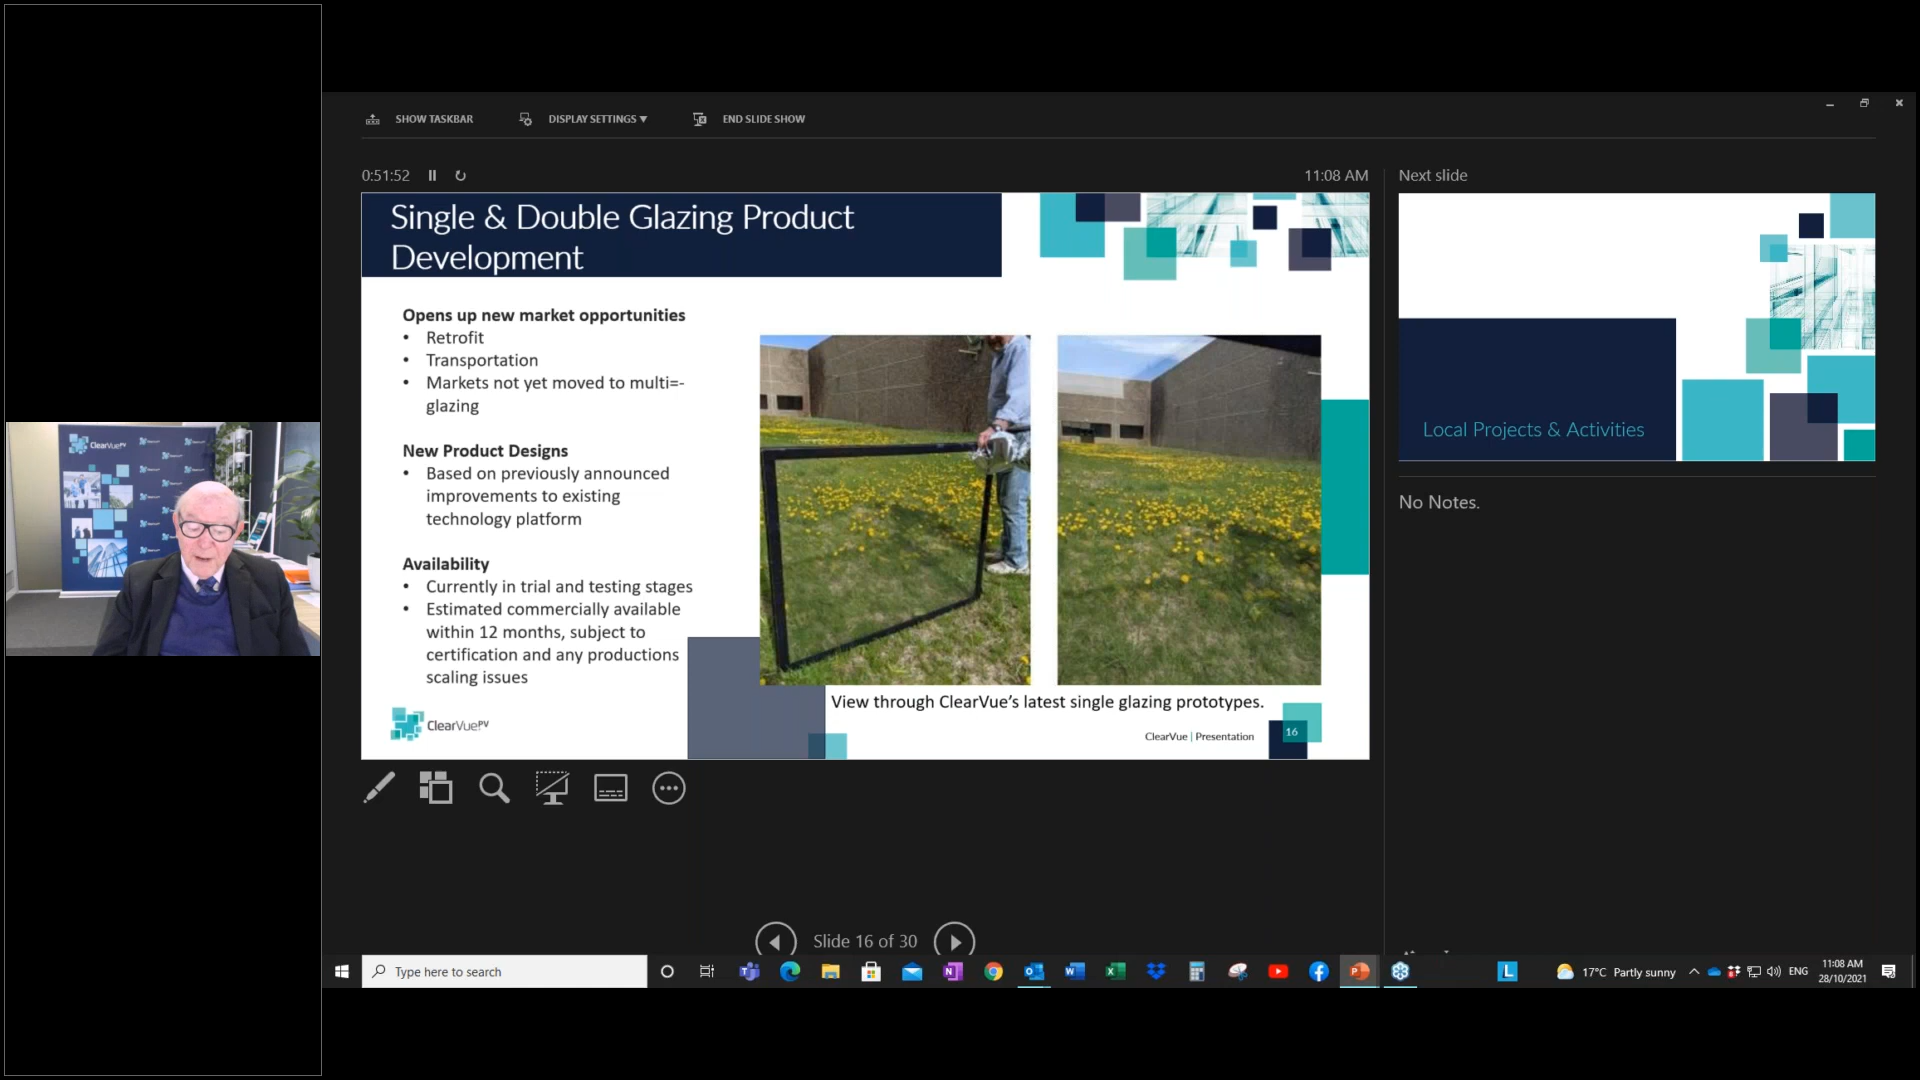 SHOW TASKBAR
DISPLAY SETTINGS ▾
END SLIDE SHOW
0:51:52
11:08 AM
Next slide
Single & Double Glazing Product
Development
Opens up new market opportunities
• Retrofit
• Transportation
• Markets not yet moved to multi=-
glazing
New Product Designs
• Based on previously announced
improvements to existing
technology platform
Availability
• Currently in trial and testing stages
• Estimated commercially available
within 12 months, subject to
certification and any productions
scaling issues
View through ClearVue’s latest single glazing prototypes.
ClearVue PV
ClearVue | Presentation
16
Local Projects & Activities
No Notes.
ClearVue PV
Slide 16 of 30
Type here to search
17°C Partly sunny
ENG
11:08 AM
28/10/2021